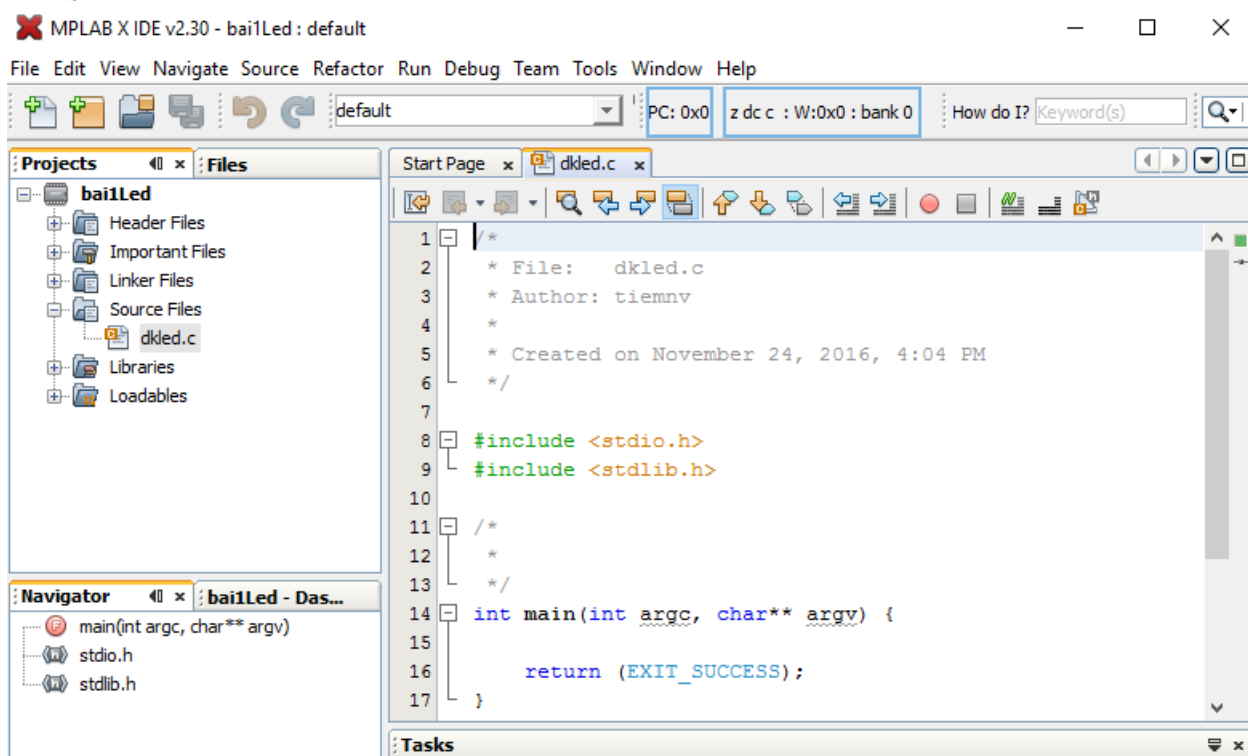 MPLAB X IDE v2.30 - bai1Led : default
File Edit View Navigate Source Refactor Run Debug Team Tools Window Help
default PC: 0x0 z dc c : W:0x0 : bank 0 How do I? Keyword(s)
Projects Files
bai1Led
Header Files
Important Files
Linker Files
Source Files
dkled.c
Libraries
Loadables
Navigator bai1Led - Das...
main(int argc, char** argv)
stdio.h
stdlib.h
Start Page dkled.c
1 /*
2 * File: dkled.c
3 * Author: tiemnv
4 *
5 * Created on November 24, 2016, 4:04 PM
6 */
7
8 #include <stdio.h>
9 #include <stdlib.h>
10
11 /*
12 *
13 */
14 int main(int argc, char** argv) {
15
16 return (EXIT_SUCCESS);
17 }
Tasks